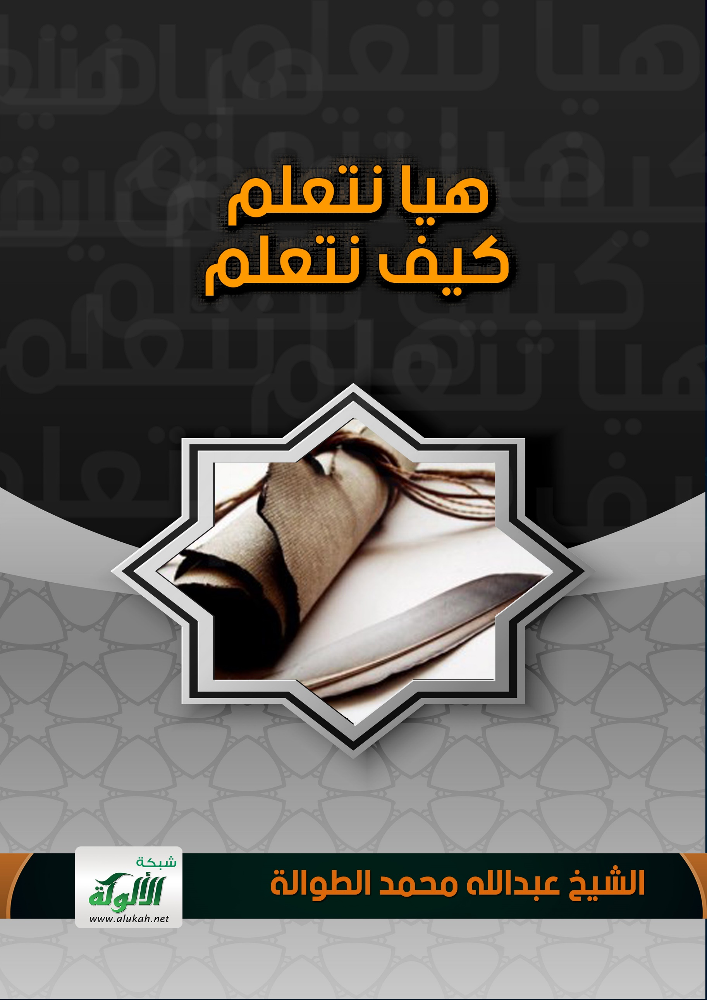 هيا نتعلم
كيف نتعلم
الشيخ عبدالله محمد الطوالة
شبكة
الألوكة
www.alukah.net